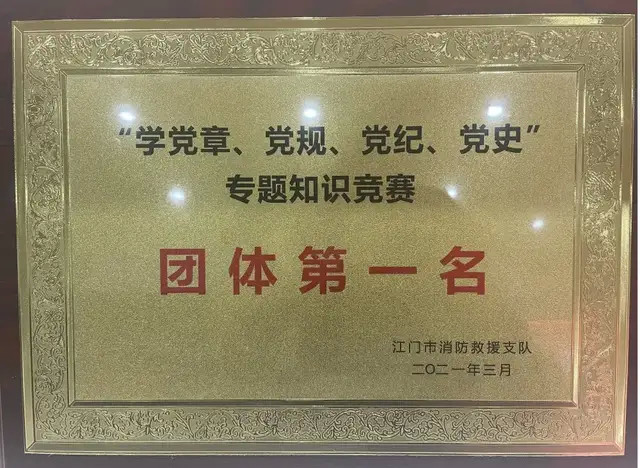 “学党章、党规、党纪、党史”
专题知识竞赛
团体第一名
江门市消防救援支队
二〇二一年三月